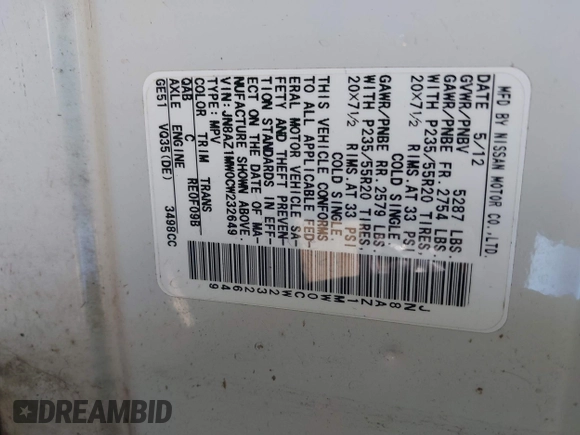 MFD BY NISSAN MOTOR CO.,LTD.
DATE 5/12
GVWR/PNBV 5287 LBS.
GAWR/PNBE FR.2754 LBS
WITH P235/55R20 TIRES,
20×7½ RIMS.AT 33 PSI
COLD SINGLE.
GAWR/PNBE RR.2579 LBS.
WITH P235/55R20 TIRES,
20×7½ RIMS.AT 33 PSI
COLD SINGLE.
THIS VEHICLE CONFORMS
TO ALL APPLICABLE FED-
ERAL MOTOR VEHICLE SA-
FETY AND THEFT PREVEN-
TION STANDARDS IN EFF-
ECT ON THE DATE OF MA-
NUFACTURE SHOWN ABOVE.
VIN:JN8AZ1MW0CW232649
TYPE:MPV
COLOR TRIM TRANS
QAB C RE0F09B
AXLE ENGINE
GE51 VQ35(DE) 3498CC
JN8AZ1MW0CW232649
DREAMBID